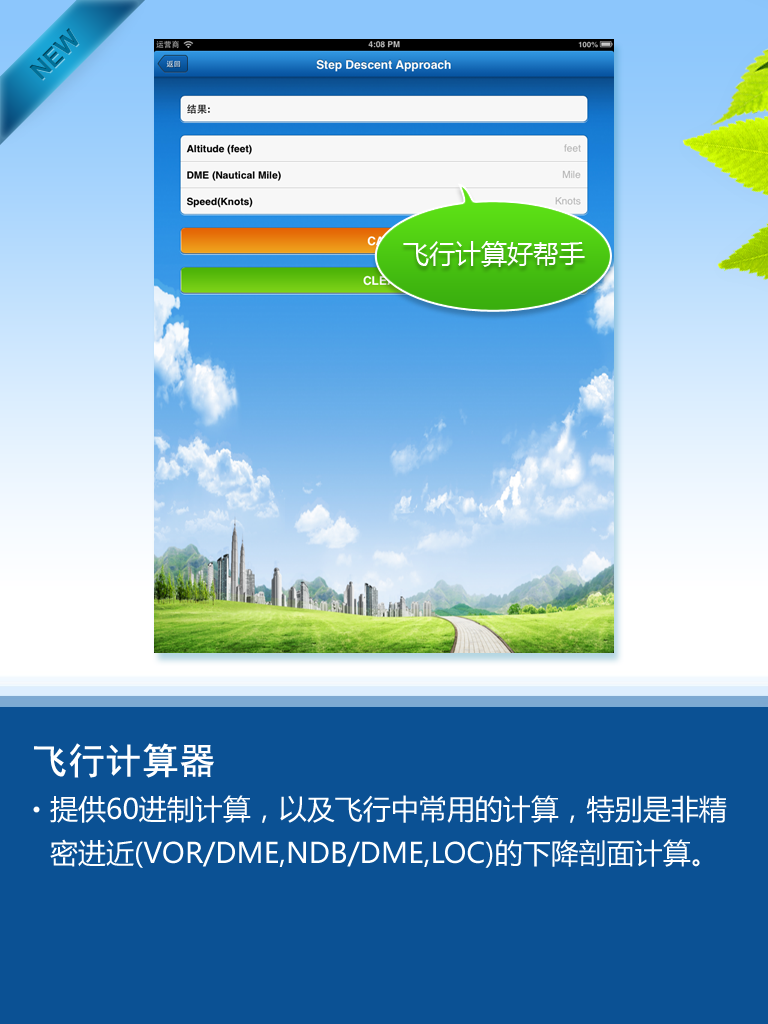 NEW
运营商
4:08 PM
100%
返回
Step Descent Approach
结果:
Altitude (feet)
feet
DME (Nautical Mile)
Mile
Speed(Knots)
Knots
飞行计算好帮手
飞行计算器
• 提供60进制计算，以及飞行中常用的计算，特别是非精
密进近(VOR/DME,NDB/DME,LOC)的下降剖面计算。